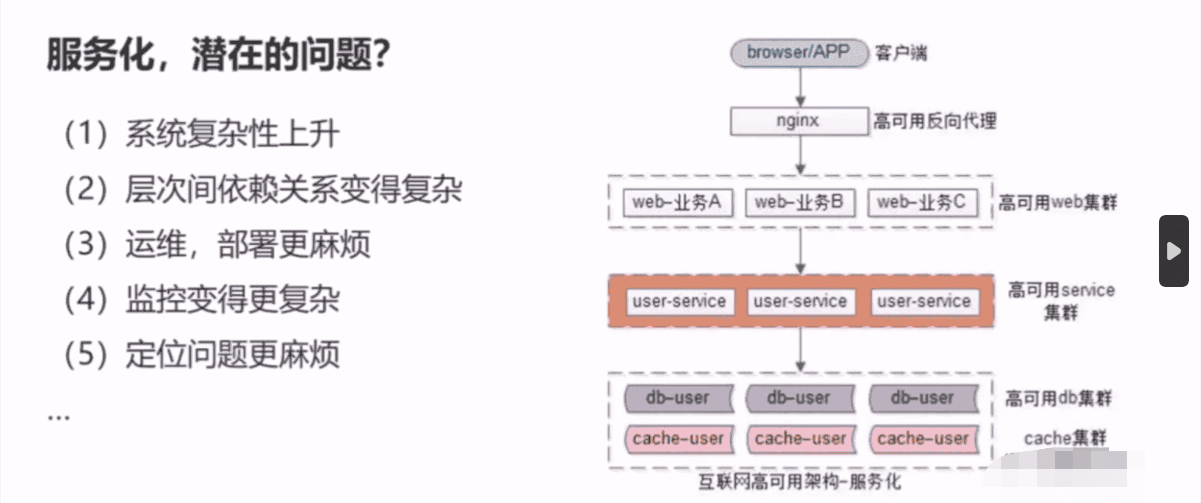 服务化，潜在的问题？
（1）系统复杂性上升
（2）层次间依赖关系变得复杂
（3）运维，部署更麻烦
（4）监控变得更复杂
（5）定位问题更麻烦
...
browser/APP 客户端
nginx 高可用反向代理
web-业务A web-业务B web-业务C 高可用web集群
user-service user-service user-service 高可用service
集群
db-user db-user db-user 高可用db集群
cache-user cache-user cache-user cache集群
互联网高可用架构-服务化